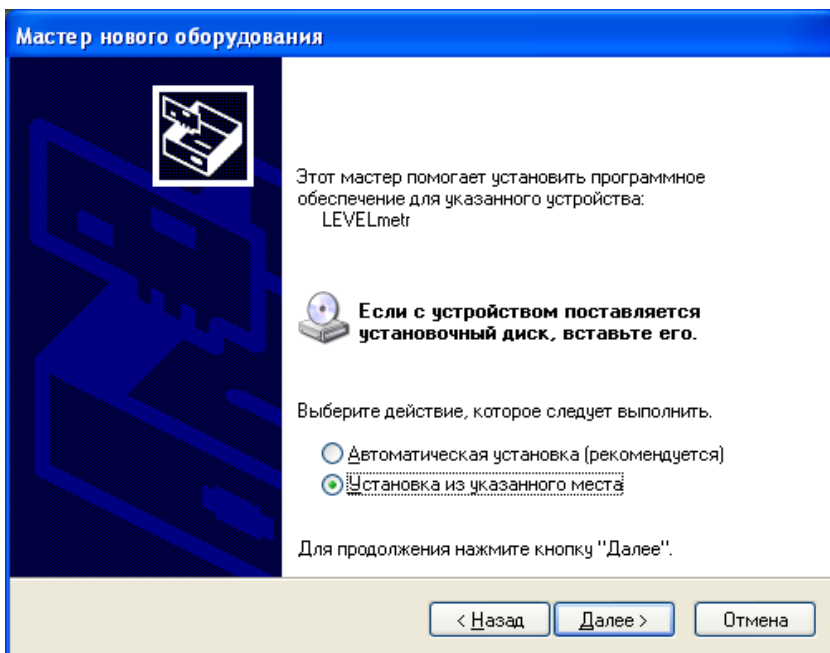 Мастер нового оборудования
Этот мастер помогает установить программное
обеспечение для указанного устройства:
LEVELmetr
Если с устройством поставляется
установочный диск, вставьте его.
Выберите действие, которое следует выполнить.
Автоматическая установка (рекомендуется)
Установка из указанного места
Для продолжения нажмите кнопку "Далее".
< Назад Далее > Отмена